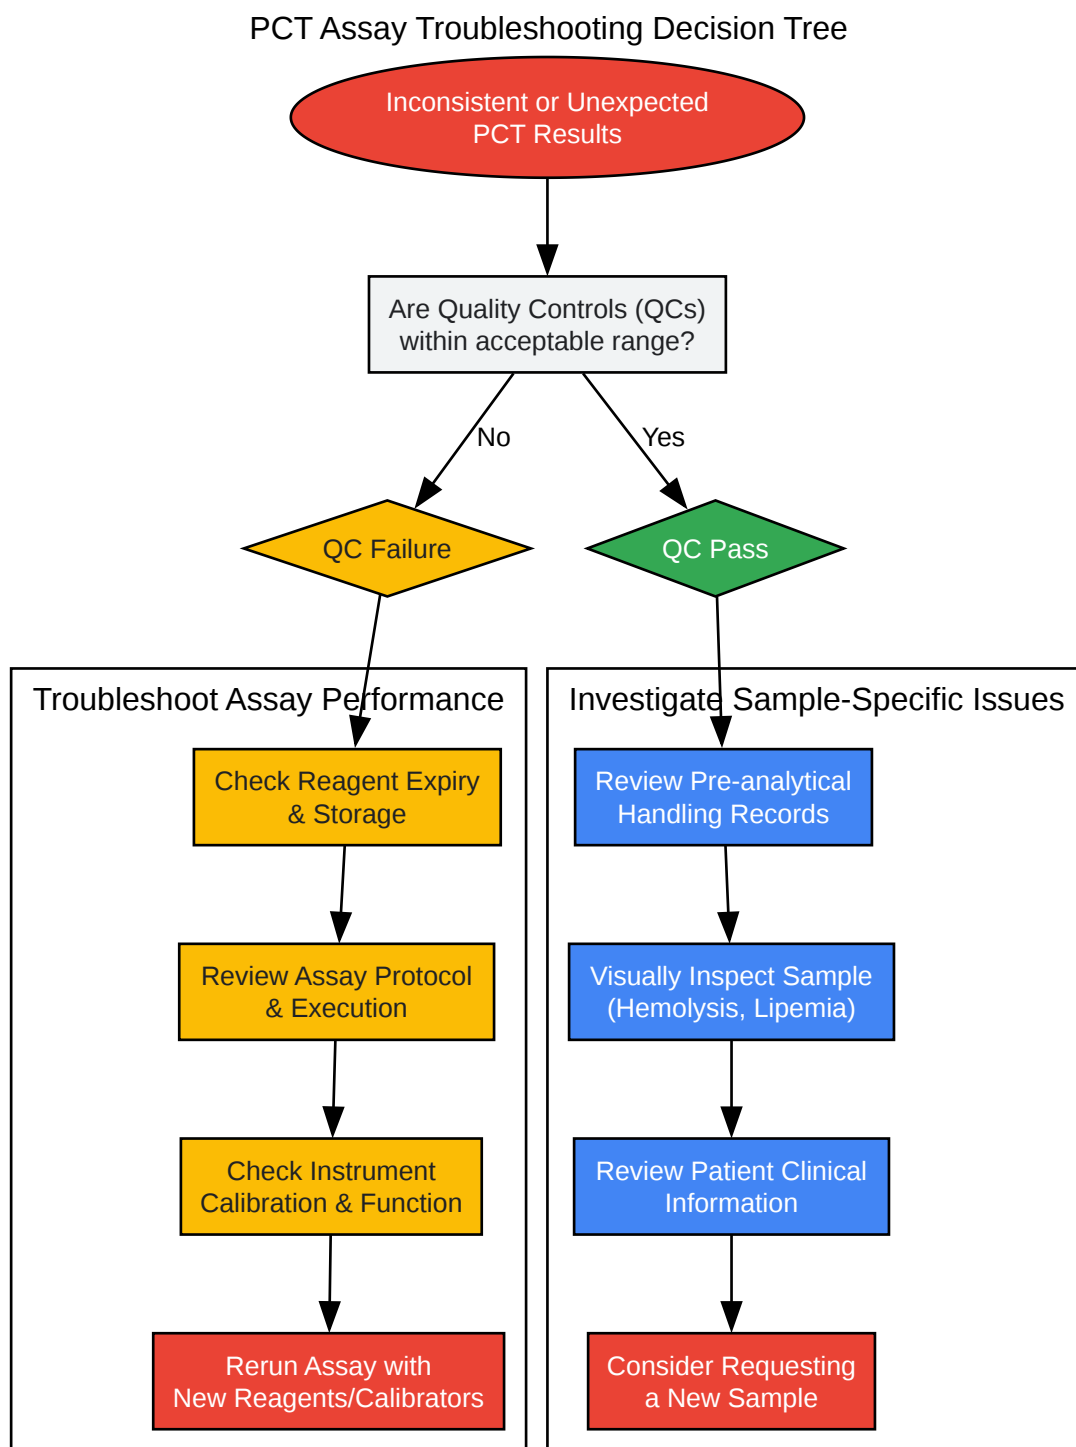 PCT Assay Troubleshooting Decision Tree
Inconsistent or Unexpected
PCT Results
Are Quality Controls (QCs)
within acceptable range?
No
Yes
QC Failure
QC Pass
Troubleshoot Assay Performance
Check Reagent Expiry
& Storage
Review Assay Protocol
& Execution
Check Instrument
Calibration & Function
Rerun Assay with
New Reagents/Calibrators
Investigate Sample-Specific Issues
Review Pre-analytical
Handling Records
Visually Inspect Sample
(Hemolysis, Lipemia)
Review Patient Clinical
Information
Consider Requesting
a New Sample